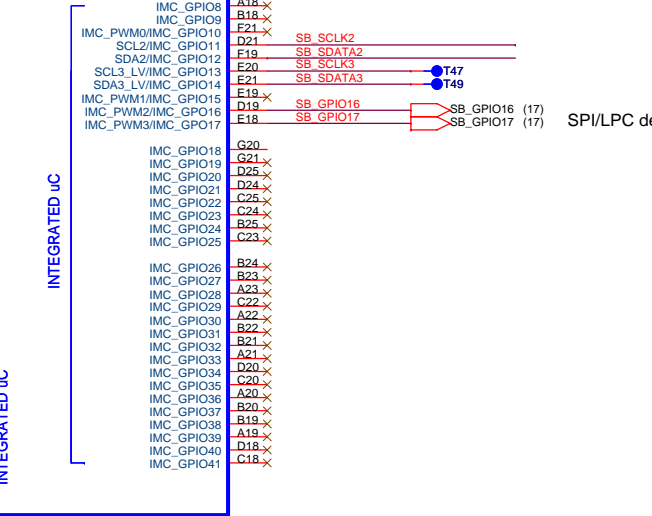 IMC_GPIO8 A18
IMC_GPIO9 B18
IMC_PWM0/IMC_GPIO10 F21
SCL2/IMC_GPIO11 D21 SB_SCLK2
SDA2/IMC_GPIO12 F19 SB_SDATA2
SCL3_LV/IMC_GPIO13 E20 SB_SCLK3 T47
SDA3_LV/IMC_GPIO14 E21 SB_SDATA3 T49
IMC_PWM1/IMC_GPIO15 E19
IMC_PWM2/IMC_GPO16 D19 SB_GPIO16 SB_GPIO16 (17)
IMC_PWM3/IMC_GPO17 E18 SB_GPIO17 SB_GPIO17 (17) SPI/LPC de
IMC_GPIO18 G20
IMC_GPIO19 G21
IMC_GPIO20 D25
IMC_GPIO21 D24
IMC_GPIO22 C25
IMC_GPIO23 C24
IMC_GPIO24 B25
IMC_GPIO25 C23
INTEGRATED uC
IMC_GPIO26 B24
IMC_GPIO27 B23
IMC_GPIO28 A23
IMC_GPIO29 C22
IMC_GPIO30 A22
IMC_GPIO31 B22
IMC_GPIO32 B21
IMC_GPIO33 A21
IMC_GPIO34 D20
IMC_GPIO35 C20
IMC_GPIO36 A20
IMC_GPIO37 B20
IMC_GPIO38 B19
IMC_GPIO39 A19
IMC_GPIO40 D18
IMC_GPIO41 C18
INTEGRATED uC